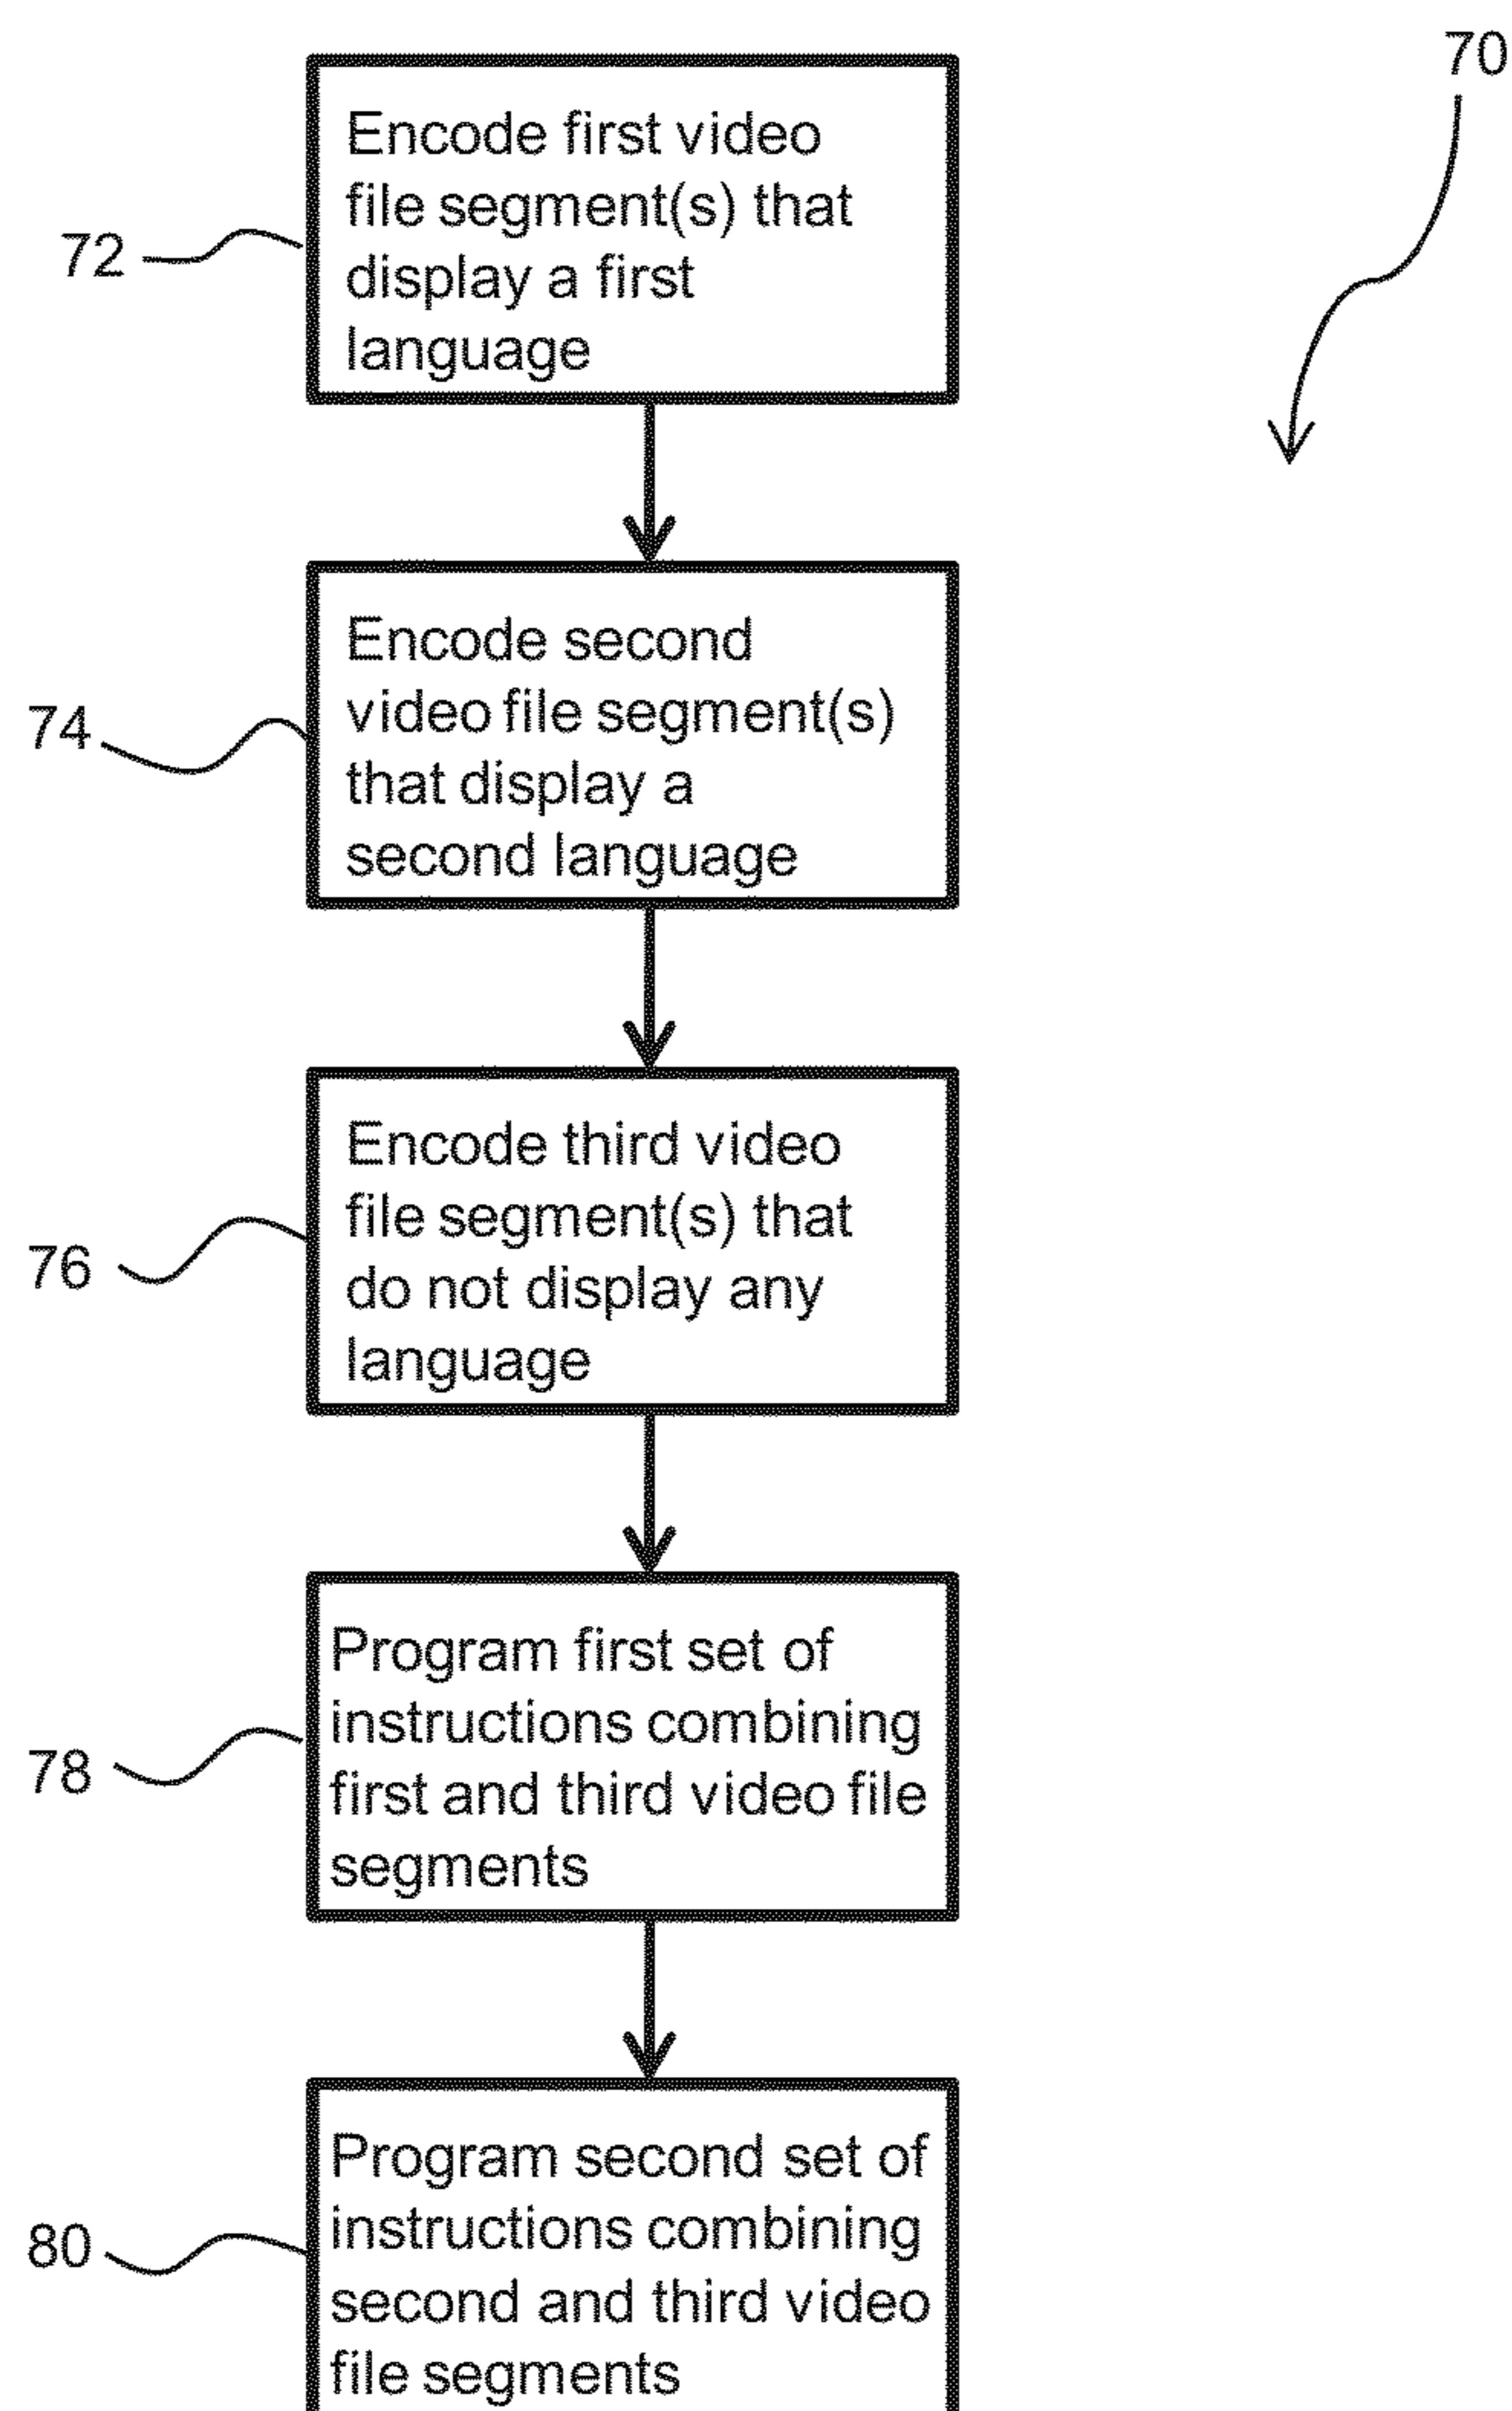 70
Encode first video
file segment(s) that
display a first
language
72
Encode second
video file segment(s)
that display a
second language
74
Encode third video
file segment(s) that
do not display any
language
76
Program first set of
instructions combining
first and third video file
segments
78
Program second set of
instructions combining
second and third video
file segments
80